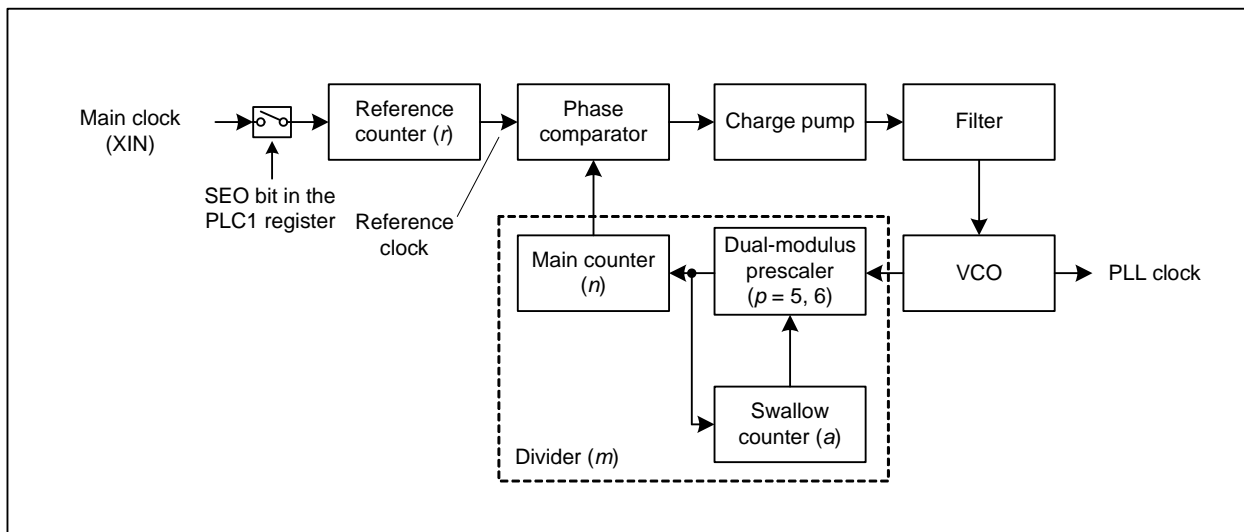 Main clock
(XIN)
SEO bit in the
PLC1 register
Reference
counter (r)
Reference
clock
Phase
comparator
Charge pump
Filter
Main counter
(n)
Dual-modulus
prescaler
(p = 5, 6)
VCO
PLL clock
Swallow
counter (a)
Divider (m)